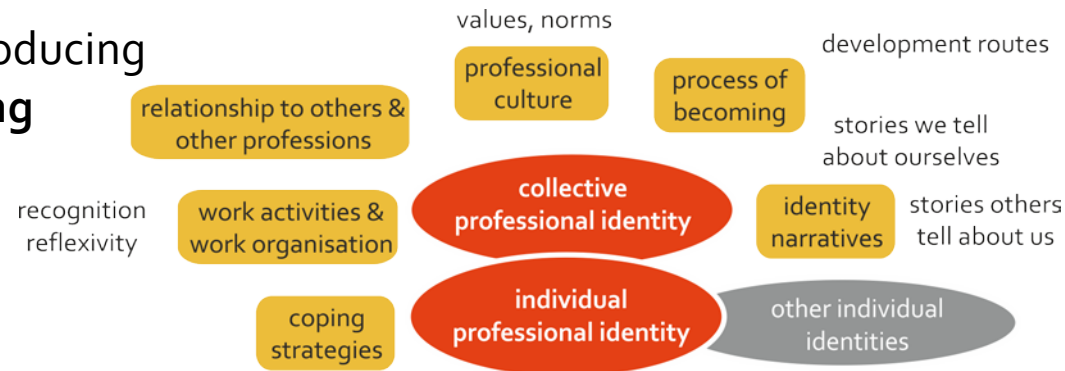 values, norms
development routes
professional
culture
process of
becoming
relationship to others &
other professions
stories we tell
about ourselves
collective
professional identity
recognition
reflexivity
work activities &
work organisation
identity
narratives
stories others
tell about us
individual
professional identity
other individual
identities
coping
strategies